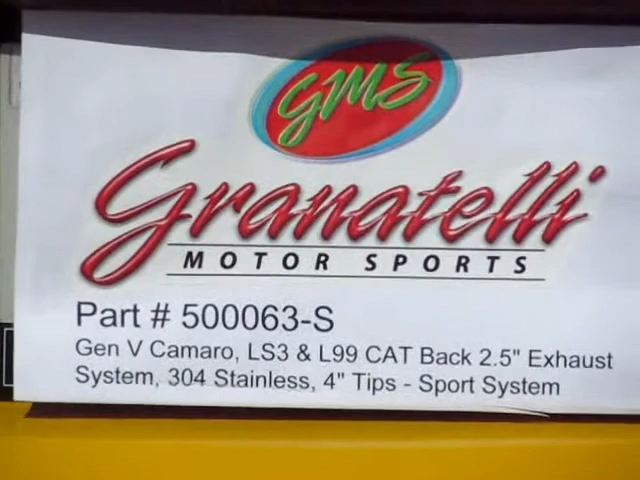 GMS
Granatelli
MOTOR SPORTS
Part # 500063-S
Gen V Camaro, LS3 & L99 CAT Back 2.5" Exhaust
System, 304 Stainless, 4" Tips - Sport System